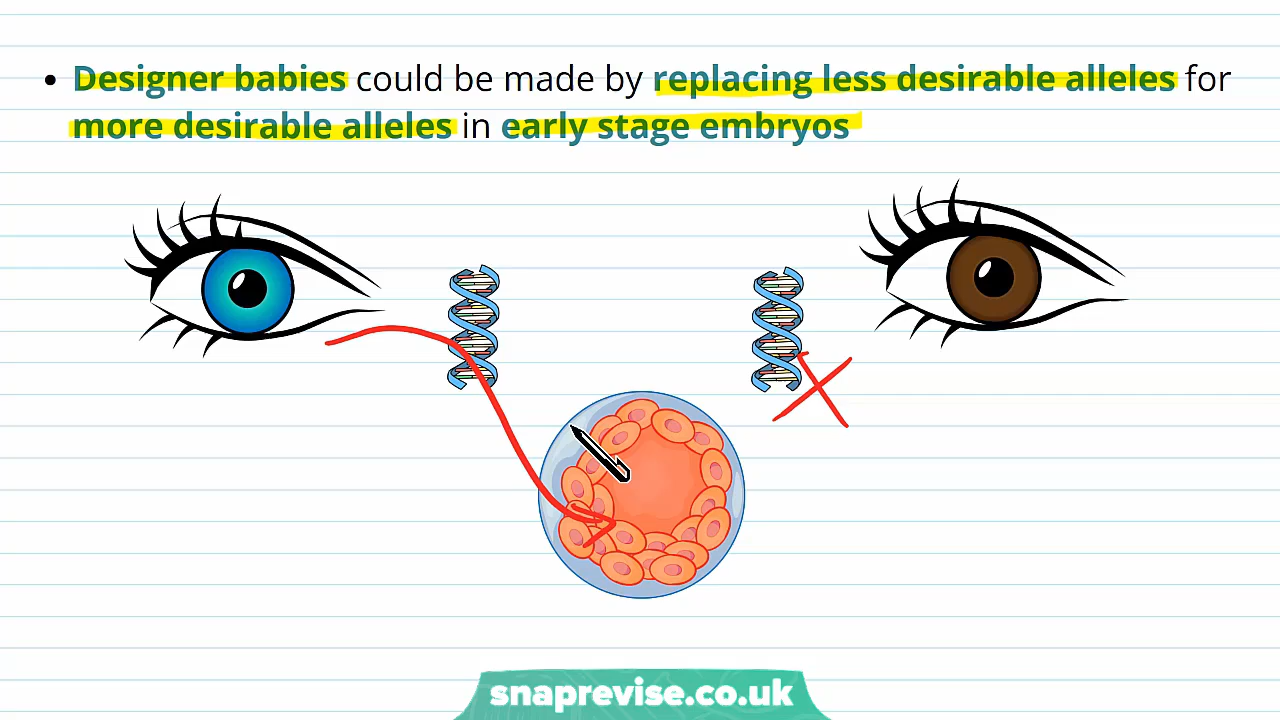 • Designer babies could be made by replacing less desirable alleles for
more desirable alleles in early stage embryos
snaprevise.co.uk